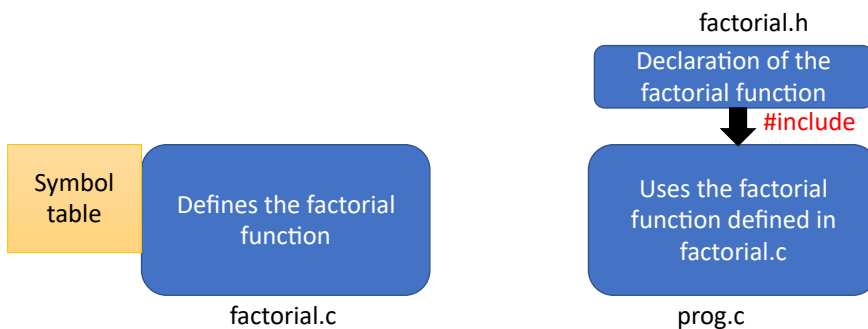 factorial.h
Declaration of the
factorial function
#include
Symbol
table
Defines the factorial
function
Uses the factorial
function defined in
factorial.c
factorial.c
prog.c